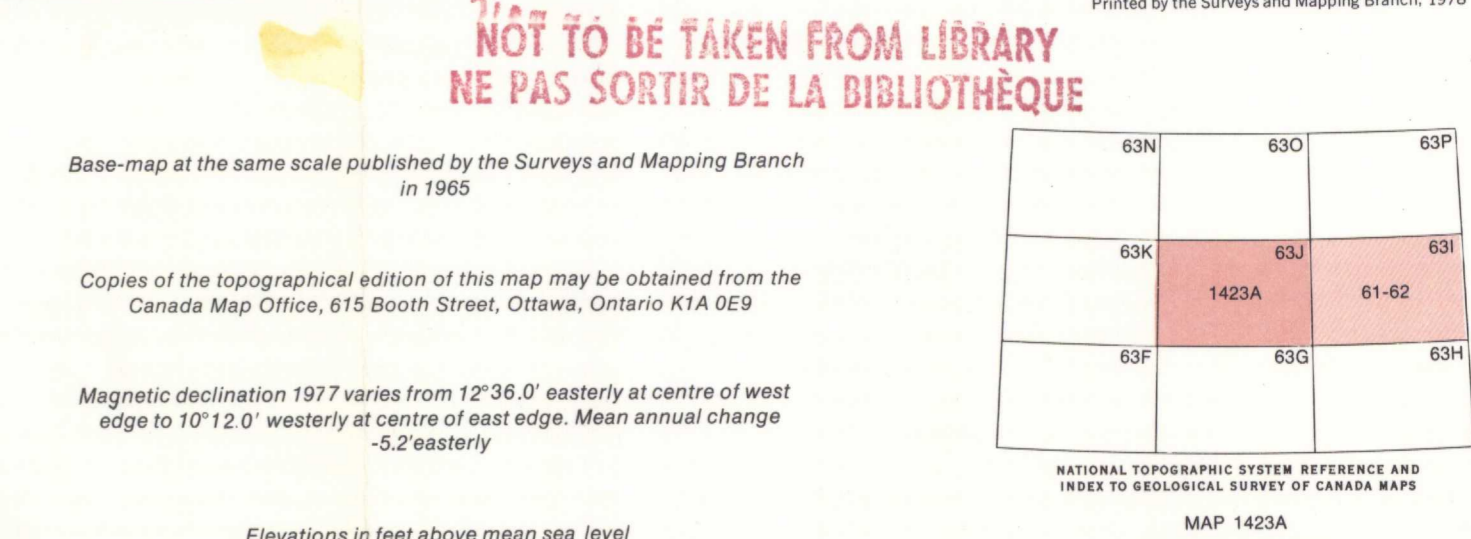 Printed by the Surveys and Mapping Branch, 1978
NOT TO BE TAKEN FROM LIBRARY
NE PAS SORTIR DE LA BIBLIOTHÈQUE
Base-map at the same scale published by the Surveys and Mapping Branch
in 1965
Copies of the topographical edition of this map may be obtained from the
Canada Map Office, 615 Booth Street, Ottawa, Ontario K1A 0E9
Magnetic declination 1977 varies from 12°36.0' easterly at centre of west
edge to 10°12.0' westerly at centre of east edge. Mean annual change
-5.2'easterly
Elevations in feet above mean sea level
63N 63O 63P
63K 63J 63I
1423A 61-62
63F 63G 63H
NATIONAL TOPOGRAPHIC SYSTEM REFERENCE AND
INDEX TO GEOLOGICAL SURVEY OF CANADA MAPS
MAP 1423A